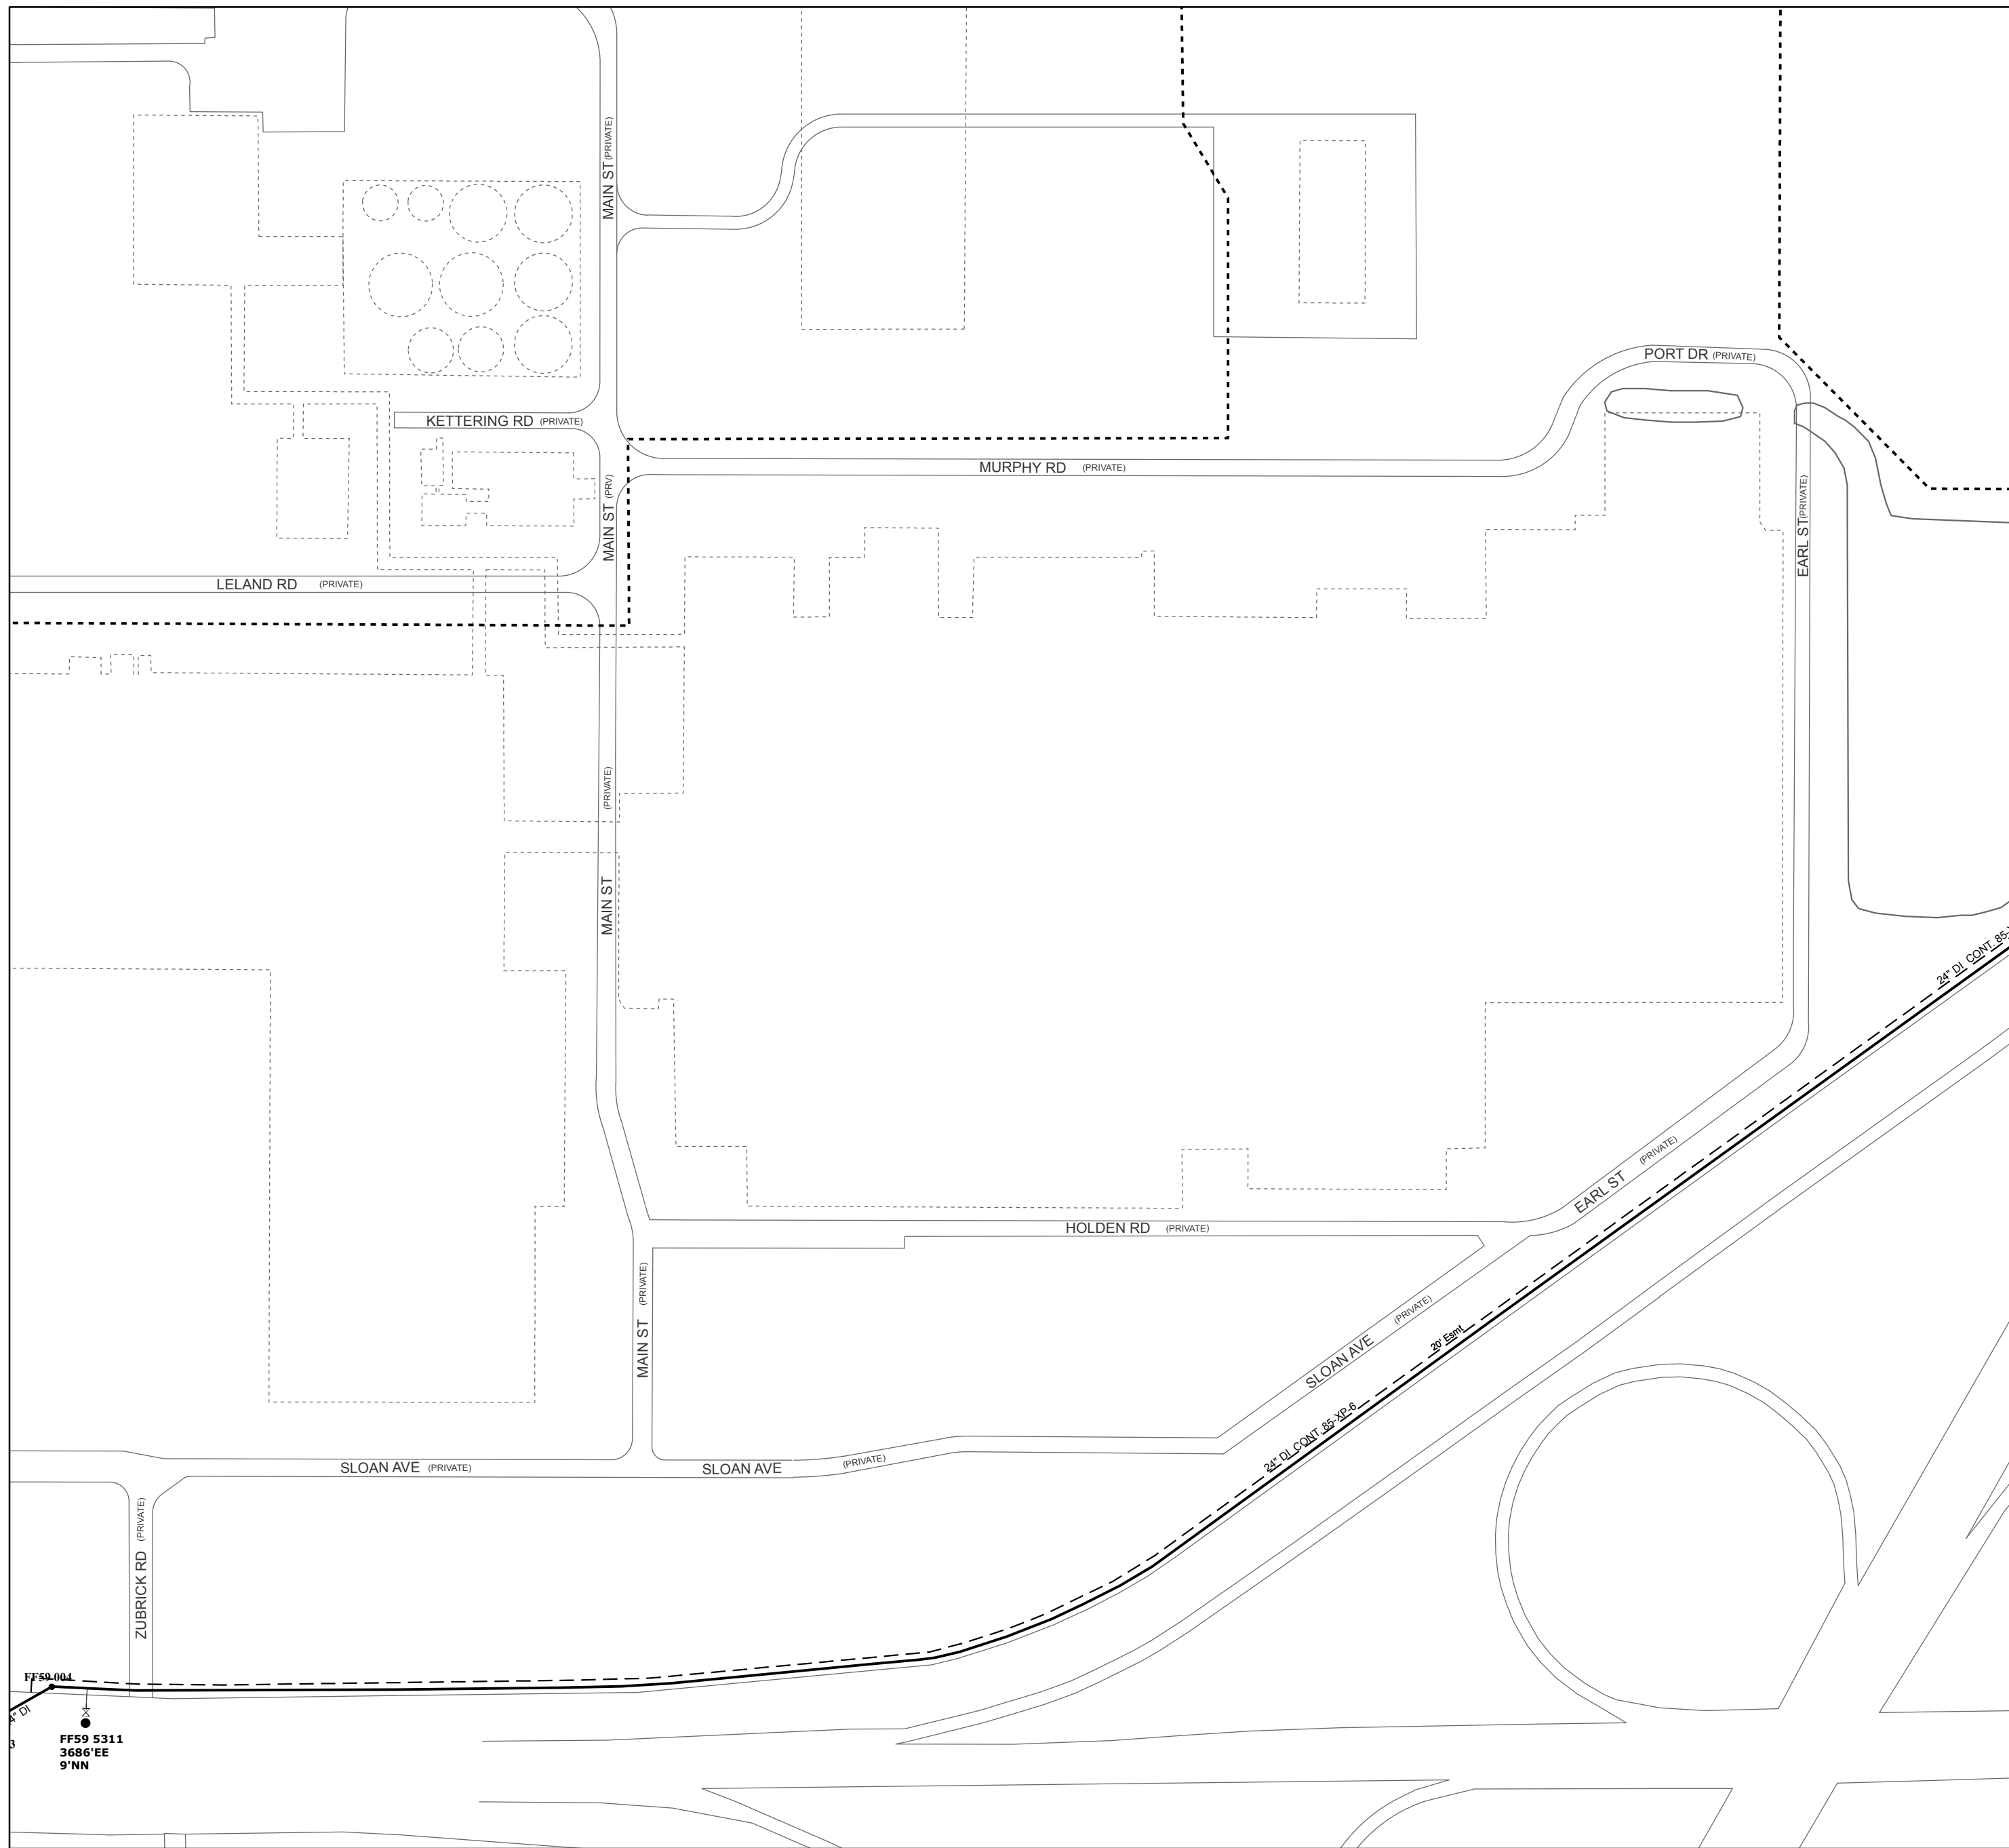 MAIN ST (PRIVATE)
PORT DR (PRIVATE)
KETTERING RD (PRIVATE)
MURPHY RD (PRIVATE)
MAIN ST (PRV)
EARL ST (PRIVATE)
LELAND RD (PRIVATE)
(PRIVATE)
MAIN ST
24" DI CONT. 85-
EARL ST (PRIVATE)
HOLDEN RD (PRIVATE)
MAIN ST (PRIVATE)
SLOAN AVE (PRIVATE)
20' Esmt
24" DI CONT. 85-XP-6
SLOAN AVE (PRIVATE)
SLOAN AVE (PRIVATE)
ZUBRICK RD (PRIVATE)
FF59 004
4" DI
3
FF59 5311
3686'EE
9'NN